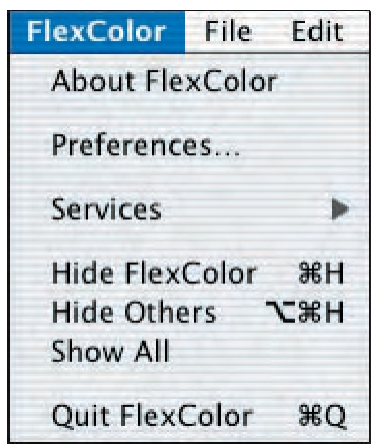 FlexColor File Edit
About FlexColor
Preferences...
Services
Hide FlexColor ⌘H
Hide Others ⌥⌘H
Show All
Quit FlexColor ⌘Q